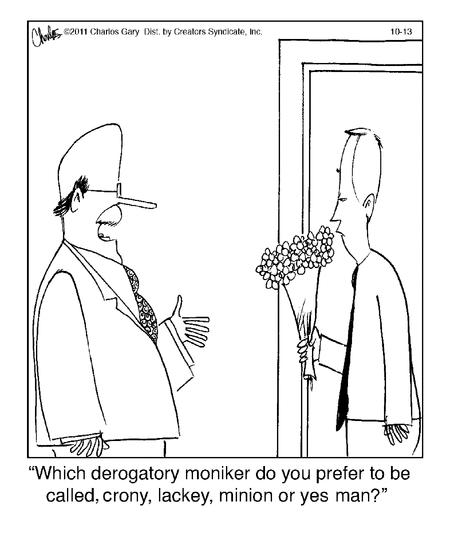 Charlos ©2011 Charlos Gary Dist. by Creators Syndicate, Inc. 10-13
“Which derogatory moniker do you prefer to be
called, crony, lackey, minion or yes man?”